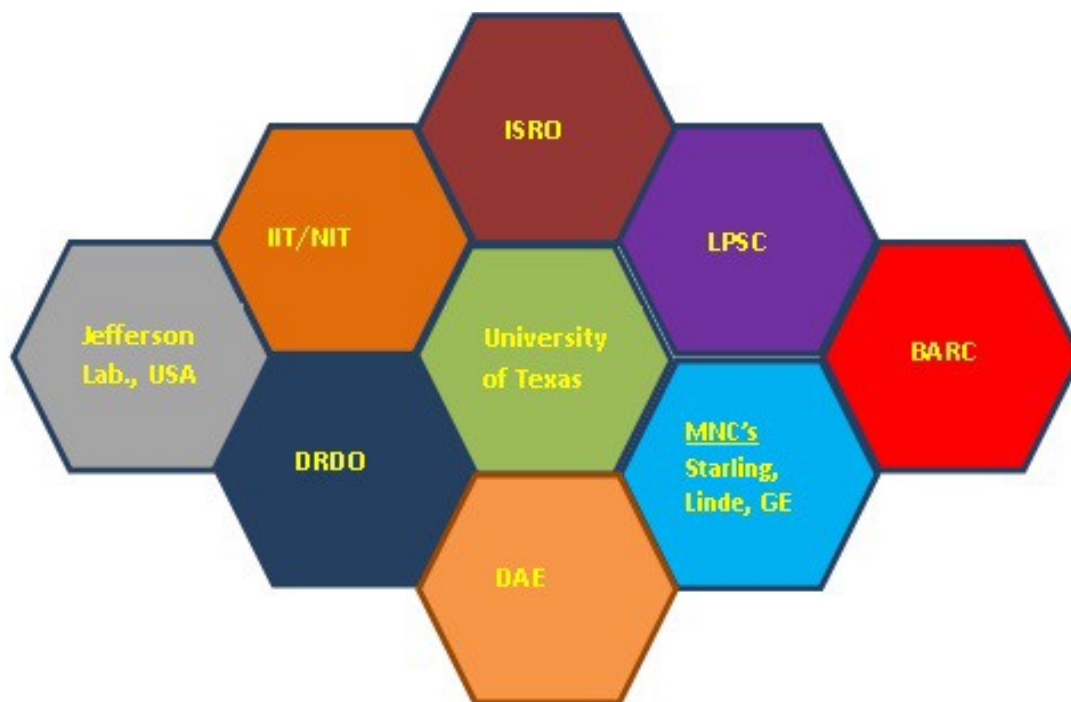 ISRO
IIT/NIT
LPSC
Jefferson
Lab., USA
University
of Texas
BARC
DRDO
MNC's
Starling,
Linde, GE
DAE